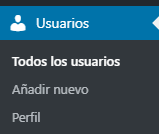 Usuarios
Todos los usuarios
Añadir nuevo
Perfil